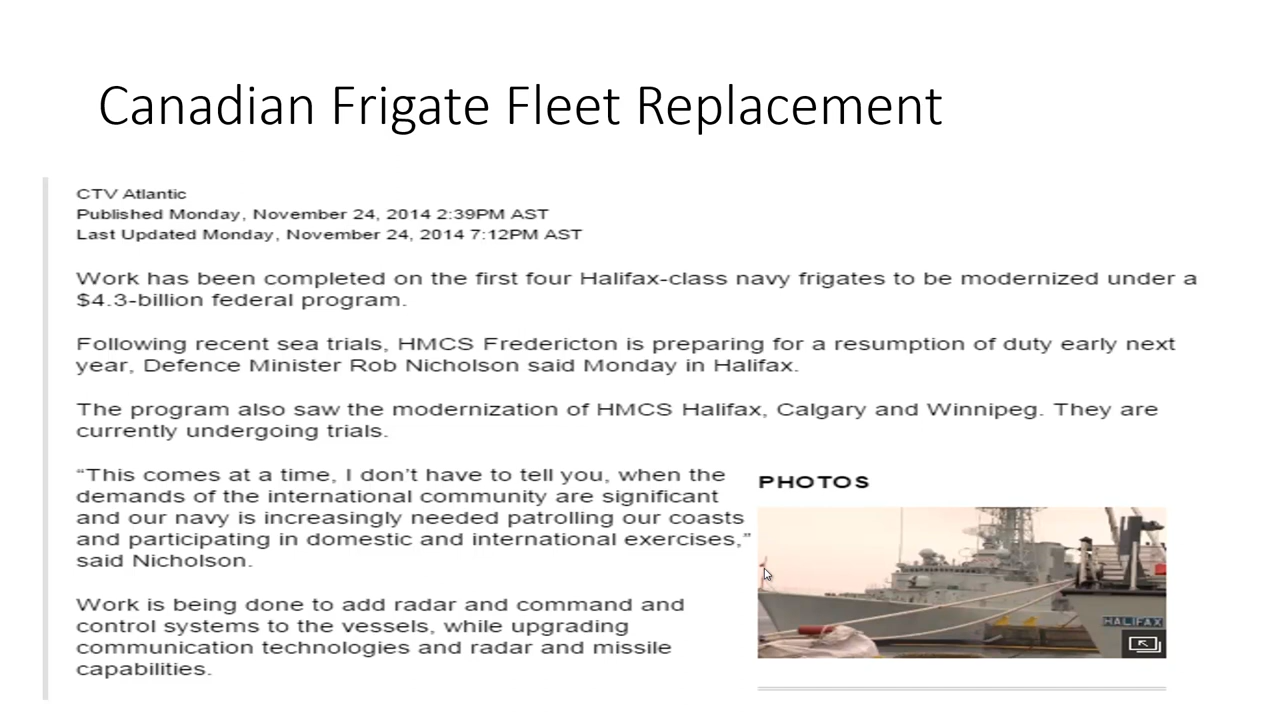 Canadian Frigate Fleet Replacement
CTV Atlantic
Published Monday, November 24, 2014 2:39PM AST
Last Updated Monday, November 24, 2014 7:12PM AST
Work has been completed on the first four Halifax-class navy frigates to be modernized under a
$4.3-billion federal program.
Following recent sea trials, HMCS Fredericton is preparing for a resumption of duty early next
year, Defence Minister Rob Nicholson said Monday in Halifax.
The program also saw the modernization of HMCS Halifax, Calgary and Winnipeg. They are
currently undergoing trials.
“This comes at a time, I don’t have to tell you, when the
demands of the international community are significant
and our navy is increasingly needed patrolling our coasts
and participating in domestic and international exercises,”
said Nicholson.
Work is being done to add radar and command and
control systems to the vessels, while upgrading
communication technologies and radar and missile
capabilities.
PHOTOS
HALIFAX